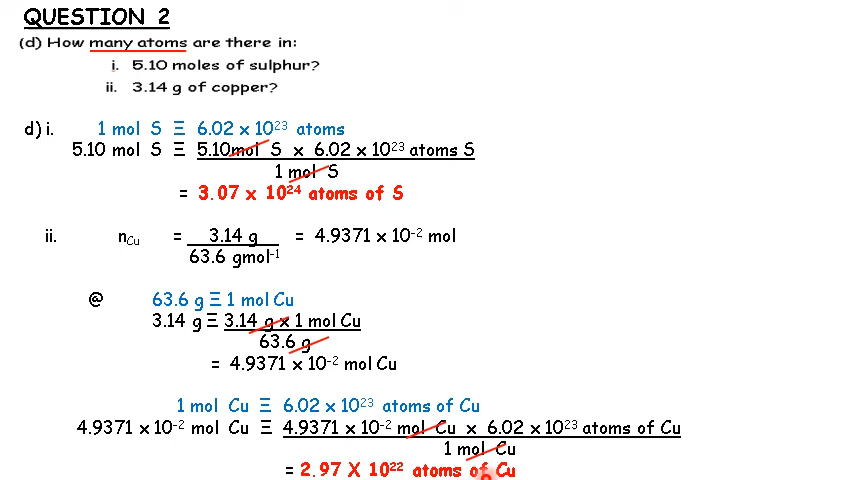 QUESTION 2
(d) How many atoms are there in:
i. 5.10 moles of sulphur?
ii. 3.14 g of copper?
d) i. 1 mol S Ξ 6.02 x 10²³ atoms
5.10 mol S Ξ 5.10mol S x 6.02 x 10²³ atoms S
1 mol S
= 3.07 x 10²⁴ atoms of S
ii. nCu = 3.14 g = 4.9371 x 10⁻² mol
63.6 gmol⁻¹
@ 63.6 g Ξ 1 mol Cu
3.14 g Ξ 3.14 g x 1 mol Cu
63.6 g
= 4.9371 x 10⁻² mol Cu
1 mol Cu Ξ 6.02 x 10²³ atoms of Cu
4.9371 x 10⁻² mol Cu Ξ 4.9371 x 10⁻² mol Cu x 6.02 x 10²³ atoms of Cu
1 mol Cu
= 2.97 X 10²² atoms of Cu